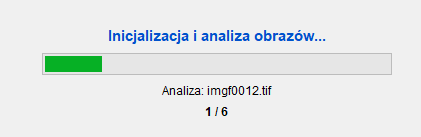 Inicjalizacja i analiza obrazów...
Analiza: imgf0012.tif
1 / 6